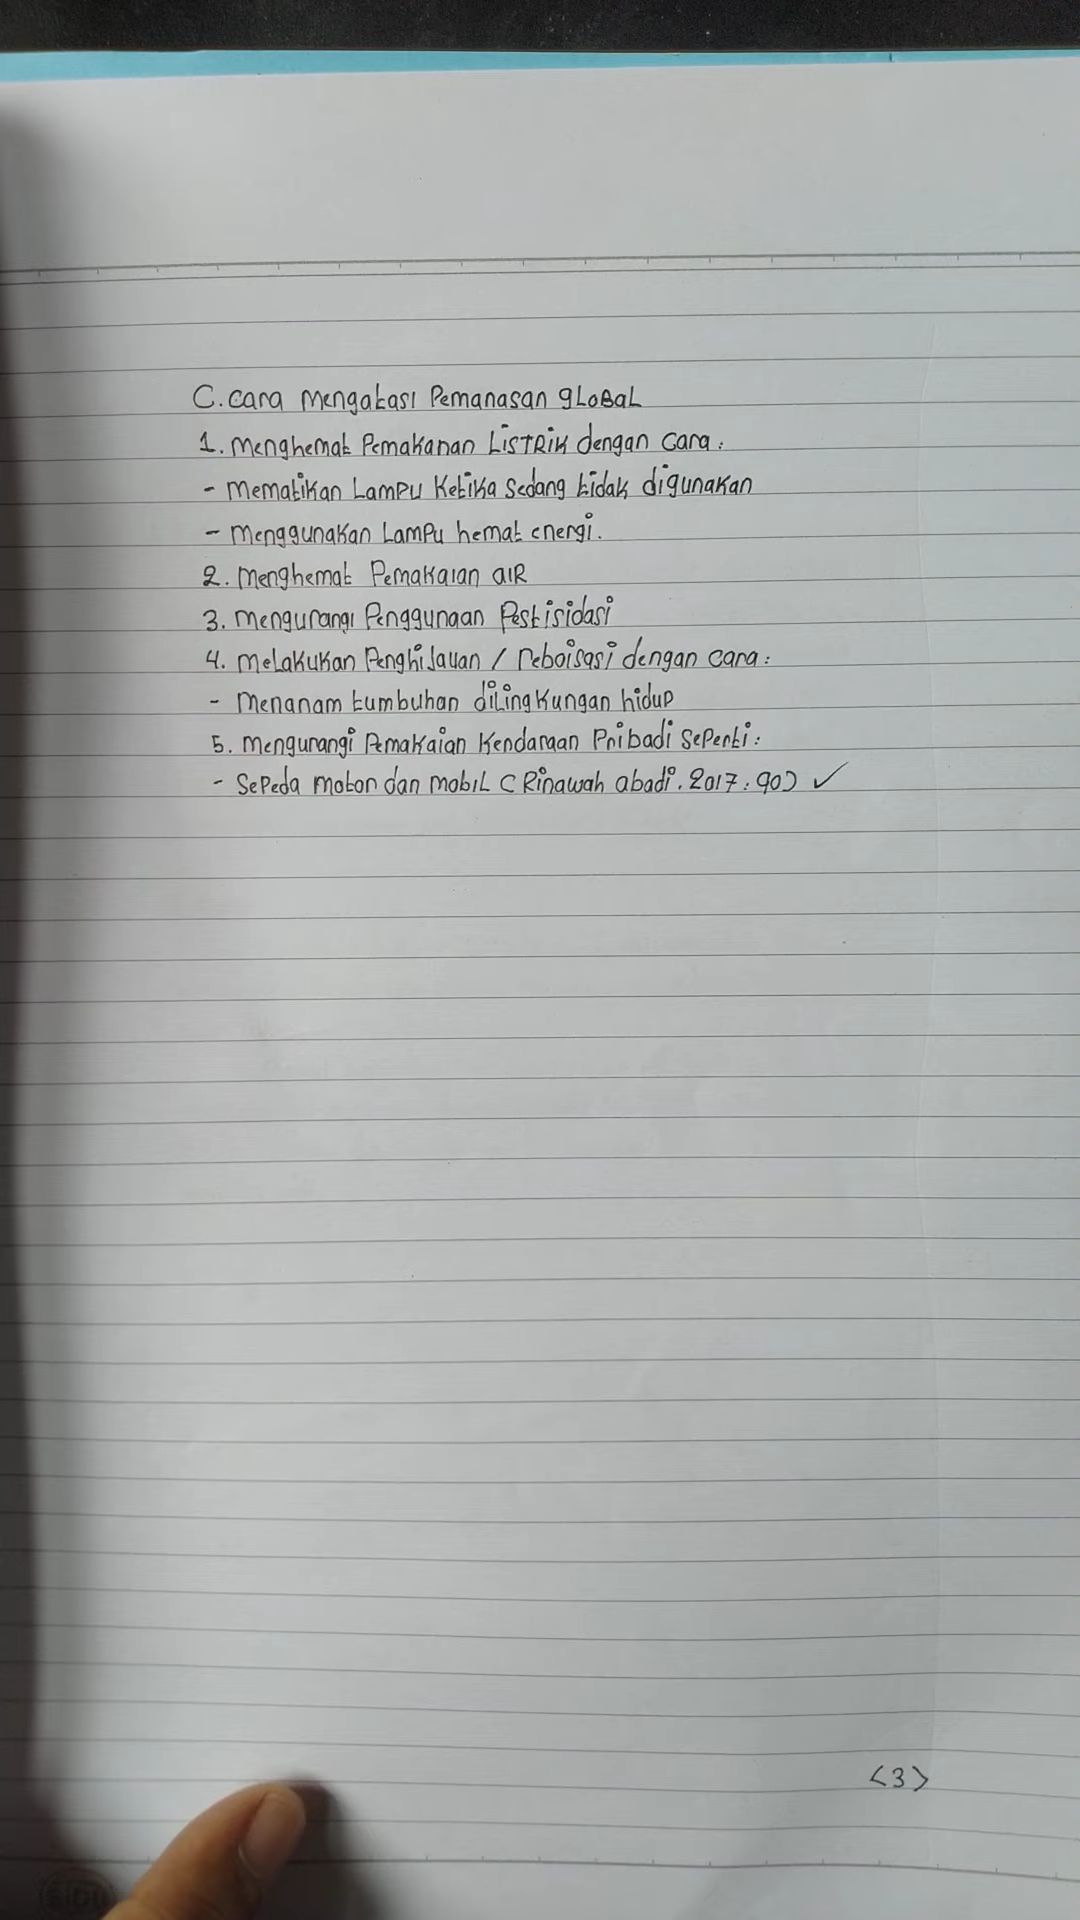 C. Cara Mengatasi Pemanasan gLoBaL
1. Menghemat Pemakanan LiSTRik dengan Cara :
- Mematikan LamPu Ketika Sedang tidak digunakan
- Menggunakan LamPu hemat energi.
2. Menghemat Pemakaian aiR
3. Mengurangi Penggunaan Pestisidasi
4. MeLakukan Penghijauan / reboisasi dengan cara :
- Menanam tumbuhan diLingkungan hidup
5. Mengurangi Pemakaian Kendaraan Pribadi SePerti :
- SePeda motor dan mobiL ( Rinawah abadi. 2017 : 90) ✓
<3>
SIDU